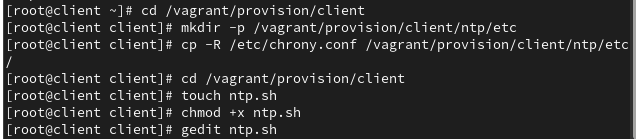 [root@client ~]# cd /vagrant/provision/client
[root@client client]# mkdir -p /vagrant/provision/client/ntp/etc
[root@client client]# cp -R /etc/chrony.conf /vagrant/provision/client/ntp/etc
/
[root@client client]# cd /vagrant/provision/client
[root@client client]# touch ntp.sh
[root@client client]# chmod +x ntp.sh
[root@client client]# gedit ntp.sh